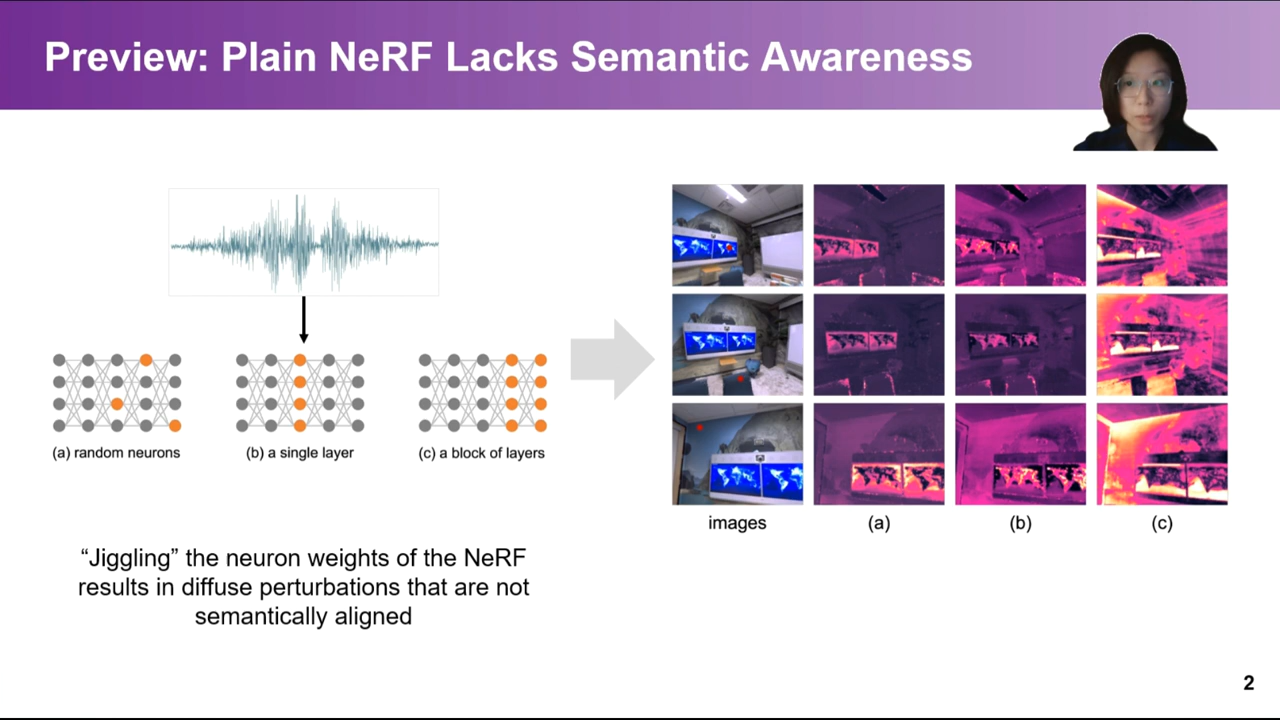 Preview: Plain NeRF Lacks Semantic Awareness
(a) random neurons
(b) a single layer
(c) a block of layers
“Jiggling” the neuron weights of the NeRF
results in diffuse perturbations that are not
semantically aligned
images
(a)
(b)
(c)
2